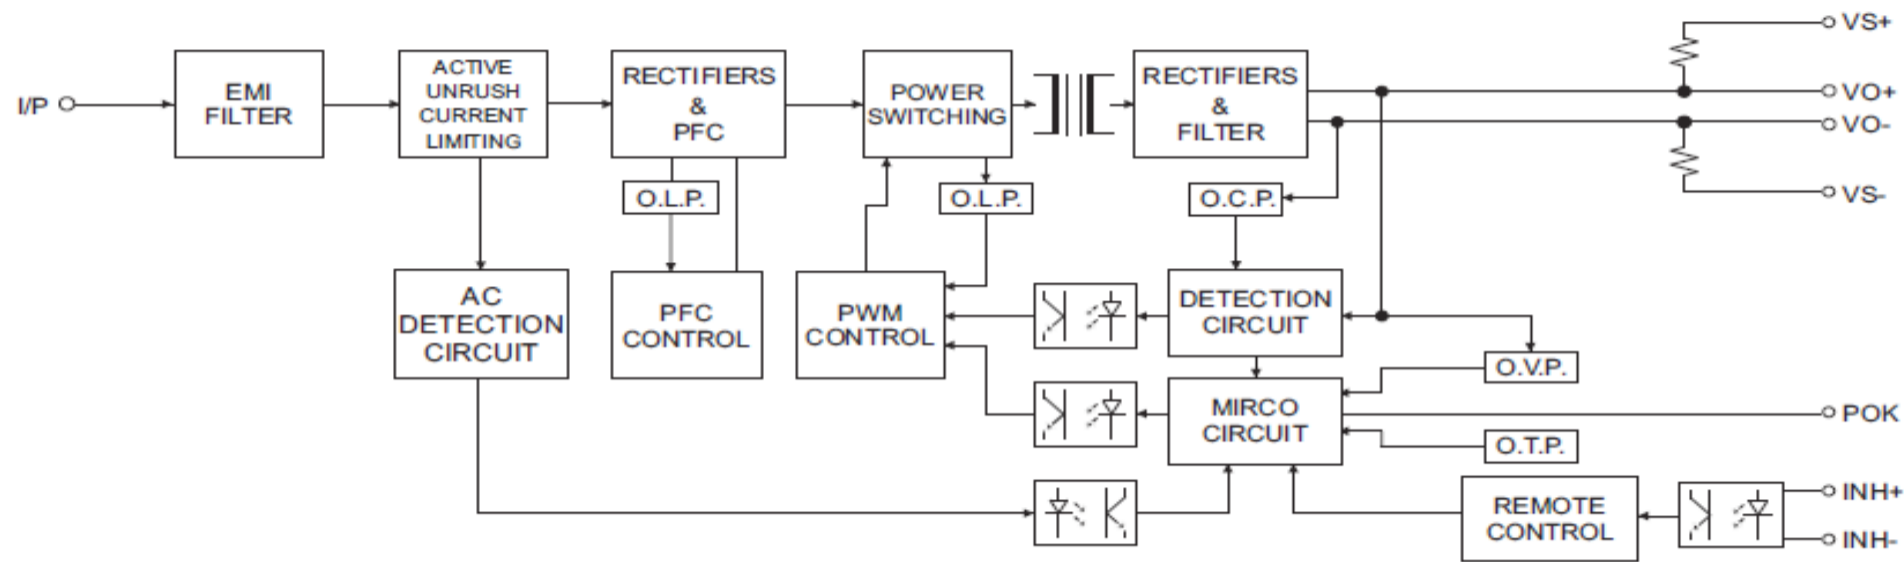 VS+
I/P
EMI
FILTER
ACTIVE
UNRUSH
CURRENT
LIMITING
RECTIFIERS
&
PFC
POWER
SWITCHING
RECTIFIERS
&
FILTER
VO+
VO-
O.L.P.
O.L.P.
O.C.P.
VS-
AC
DETECTION
CIRCUIT
PFC
CONTROL
PWM
CONTROL
DETECTION
CIRCUIT
O.V.P.
MIRCO
CIRCUIT
POK
O.T.P.
REMOTE
CONTROL
INH+
INH-